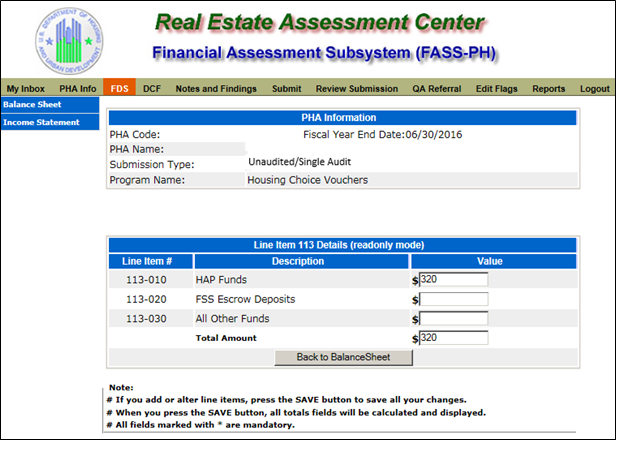 U.S. DEPARTMENT OF HOUSING AND URBAN DEVELOPMENT
Real Estate Assessment Center
Financial Assessment Subsystem (FASS-PH)
My Inbox PHA Info FDS DCF Notes and Findings Submit Review Submission QA Referral Edit Flags Reports Logout
Balance Sheet
Income Statement
PHA Information
PHA Code: Fiscal Year End Date:06/30/2016
PHA Name:
Submission Type: Unaudited/Single Audit
Program Name: Housing Choice Vouchers
Line Item 113 Details (readonly mode)
Line Item # Description Value
113-010 HAP Funds $320
113-020 FSS Escrow Deposits $
113-030 All Other Funds $
Total Amount $320
Back to BalanceSheet
Note:
# If you add or alter line items, press the SAVE button to save all your changes.
# When you press the SAVE button, all totals fields will be calculated and displayed.
# All fields marked with * are mandatory.